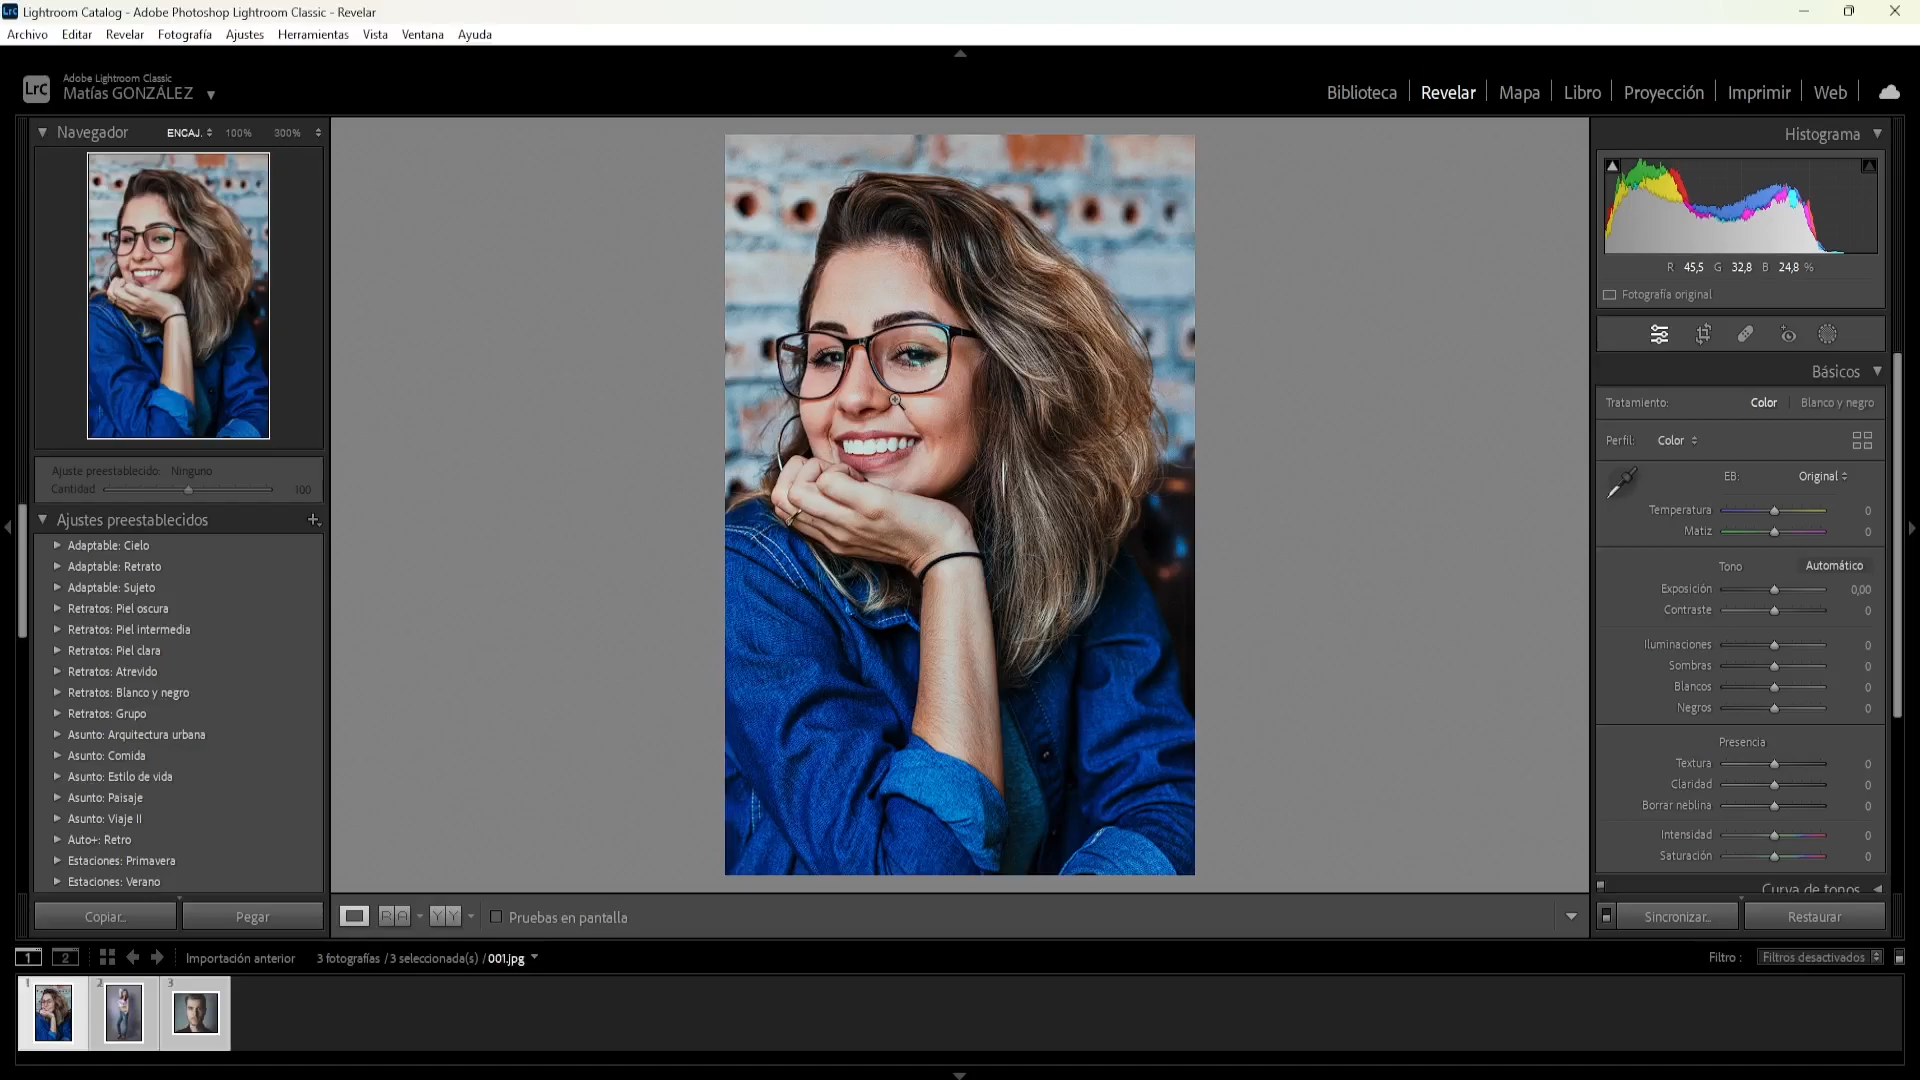 Lightroom Catalog - Adobe Photoshop Lightroom Classic - Revelar
Archivo Editar Revelar Fotografía Ajustes Herramientas Vista Ventana Ayuda
LrC
Adobe Lightroom Classic
Matías GONZÁLEZ
Biblioteca | Revelar | Mapa | Libro | Proyección | Imprimir | Web
Navegador ENCAJ. 100% 300%
Ajuste preestablecido: Ninguno
Cantidad 100
Ajustes preestablecidos
Adaptable: Cielo
Adaptable: Retrato
Adaptable: Sujeto
Retratos: Piel oscura
Retratos: Piel intermedia
Retratos: Piel clara
Retratos: Atrevido
Retratos: Blanco y negro
Retratos: Grupo
Asunto: Arquitectura urbana
Asunto: Comida
Asunto: Estilo de vida
Asunto: Paisaje
Asunto: Viaje II
Auto+: Retro
Estaciones: Primavera
Estaciones: Verano
Copiar... Pegar
R A Y Y Pruebas en pantalla
Histograma
R 45,5 G 32,8 B 24,8 %
Fotografía original
Básicos
Tratamiento: Color Blanco y negro
Perfil: Color
EB: Original
Temperatura 0
Matiz 0
Tono Automático
Exposición 0,00
Contraste 0
Iluminaciones 0
Sombras 0
Blancos 0
Negros 0
Presencia
Textura 0
Claridad 0
Borrar neblina 0
Intensidad 0
Saturación 0
Curva de tonos
Sincronizar... Restaurar
1 2 Importación anterior 3 fotografías /3 seleccionada(s) /001.jpg
Filtro : Filtros desactivados
1 2 3